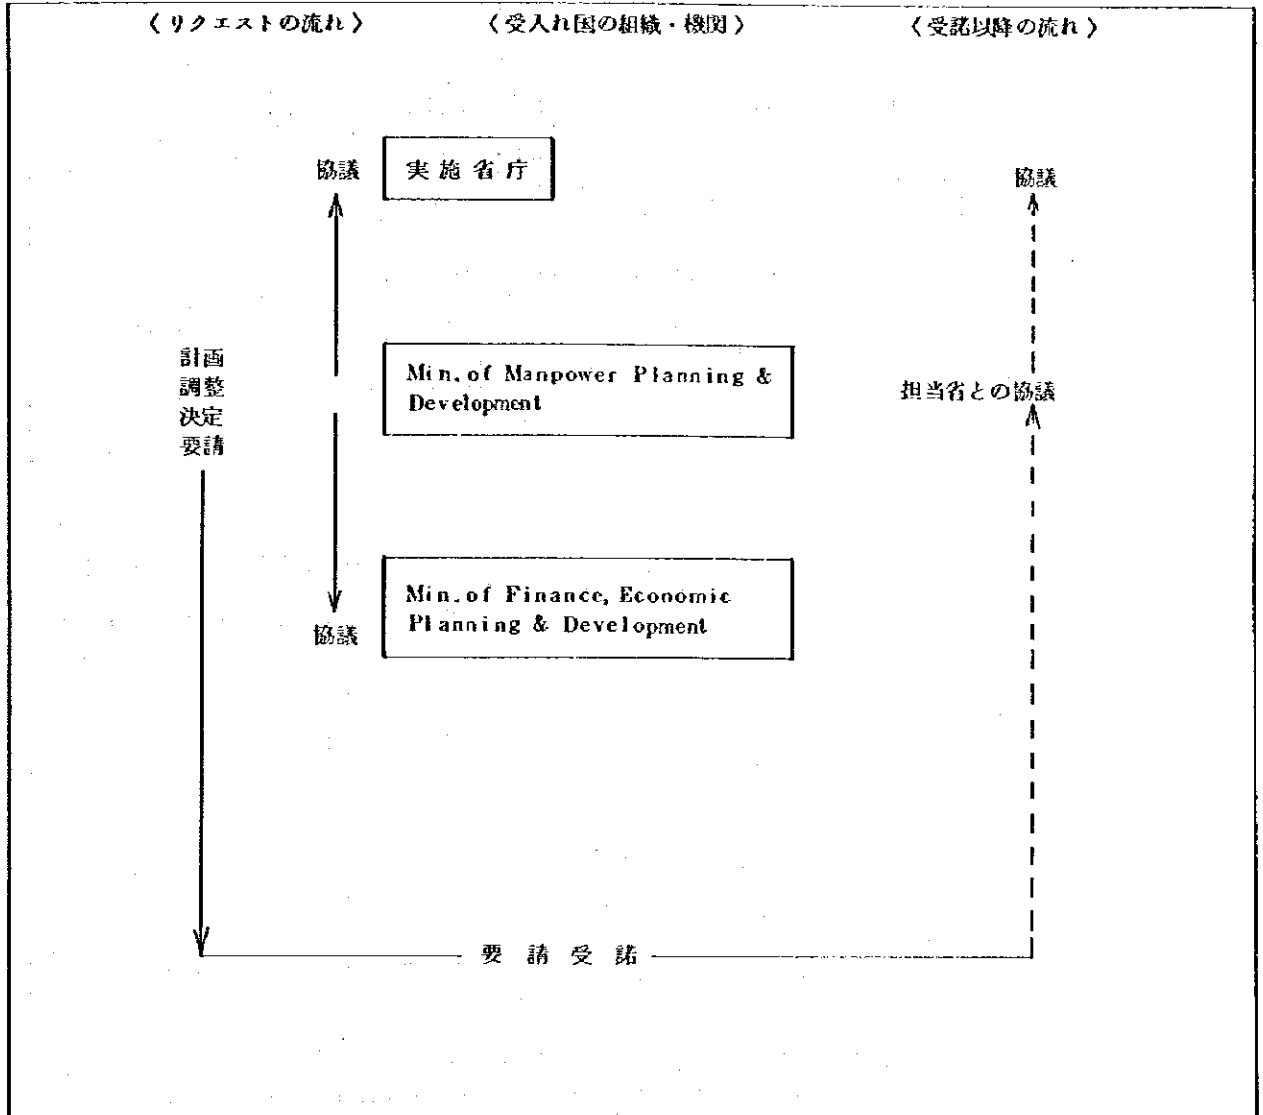 〈リクエストの流れ〉
〈受入れ国の組織・機関〉
〈受諾以降の流れ〉
協議
実施省庁
協議
計画
調整
決定
要請
Min. of Manpower Planning &
Development
担当省との協議
Min. of Finance, Economic
Planning & Development
協議
要請受諾